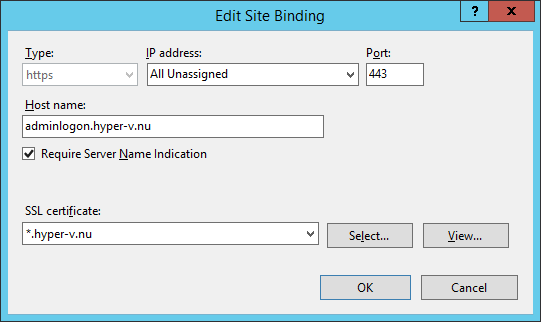 Edit Site Binding
? x
Type: IP address: Port:
https All Unassigned 443
Host name:
adminlogon.hyper-v.nu
Require Server Name Indication
SSL certificate:
*.hyper-v.nu Select... View...
OK Cancel